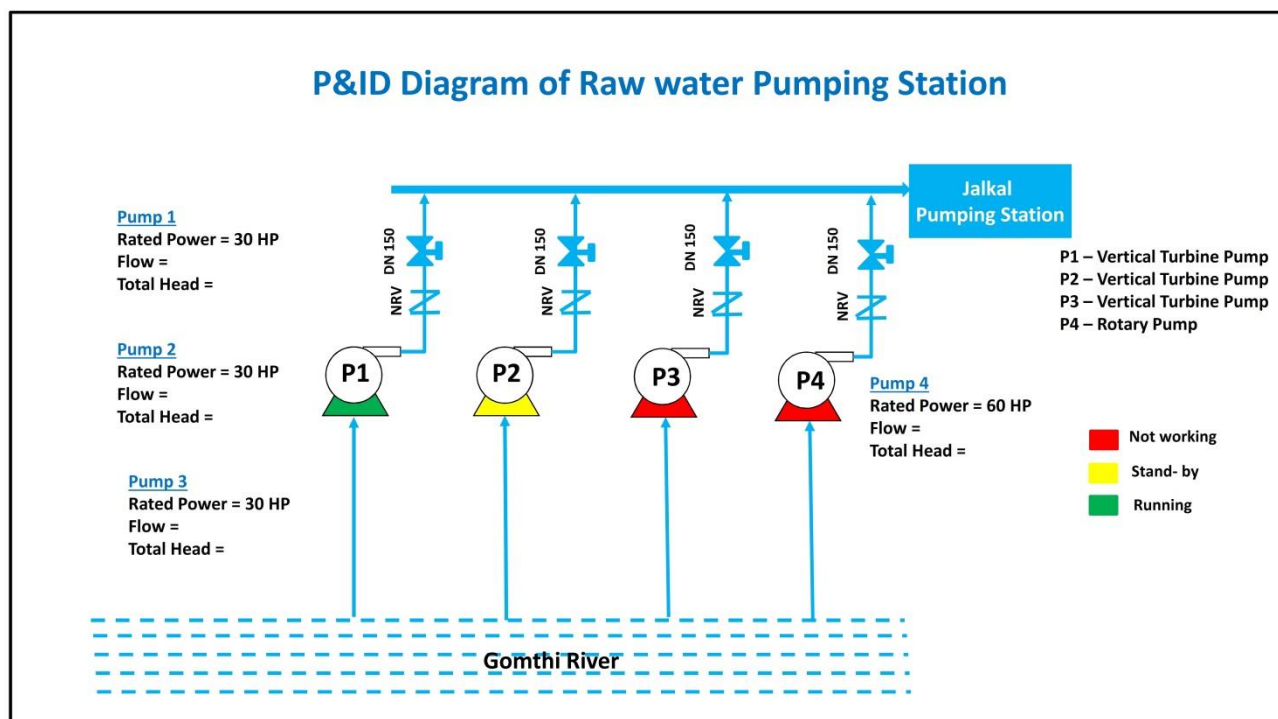 P&ID Diagram of Raw water Pumping Station
Jalkal
Pumping Station
Pump 1
Rated Power = 30 HP
Flow =
Total Head =
DN 150
DN 150
DN 150
DN 150
P1 – Vertical Turbine Pump
P2 – Vertical Turbine Pump
P3 – Vertical Turbine Pump
P4 – Rotary Pump
NRV
NRV
NRV
NRV
Pump 2
Rated Power = 30 HP
Flow =
Total Head =
P1
P2
P3
P4
Pump 4
Rated Power = 60 HP
Flow =
Total Head =
Pump 3
Rated Power = 30 HP
Flow =
Total Head =
Not working
Stand- by
Running
Gomthi River